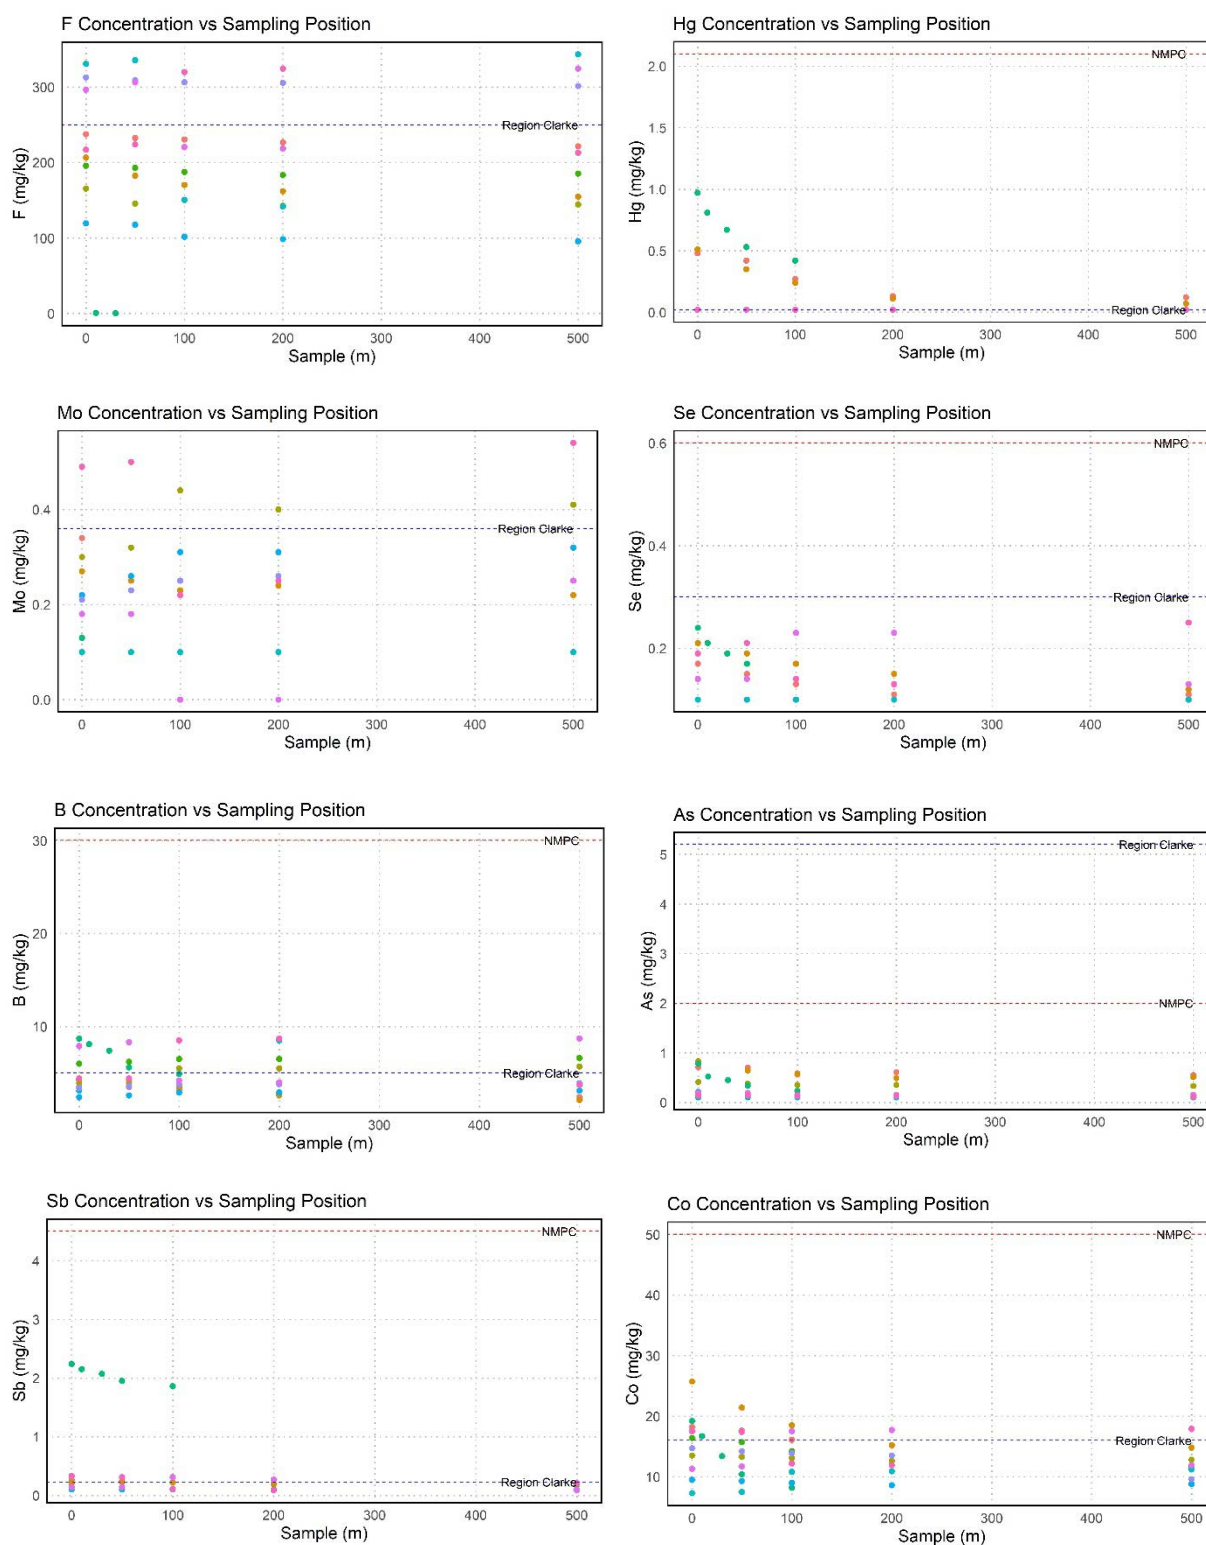 F Concentration vs Sampling Position
300
200
100
0
F (mg/kg)
Region Clarke
0 100 200 300 400 500
Sample (m)
Hg Concentration vs Sampling Position
2.0
1.5
1.0
0.5
0.0
Hg (mg/kg)
NMPC
Region Clarke
0 100 200 300 400 500
Sample (m)
Mo Concentration vs Sampling Position
0.4
0.2
0.0
Mo (mg/kg)
Region Clarke
0 100 200 300 400 500
Sample (m)
Se Concentration vs Sampling Position
0.6
0.4
0.2
Se (mg/kg)
NMPC
Region Clarke
0 100 200 300 400 500
Sample (m)
B Concentration vs Sampling Position
30
20
10
B (mg/kg)
NMPC
Region Clarke
0 100 200 300 400 500
Sample (m)
As Concentration vs Sampling Position
5
4
3
2
1
0
As (mg/kg)
Region Clarke
NMPC
0 100 200 300 400 500
Sample (m)
Sb Concentration vs Sampling Position
4
3
2
1
0
Sb (mg/kg)
NMPC
Region Clarke
0 100 200 300 400 500
Sample (m)
Co Concentration vs Sampling Position
50
40
30
20
10
Co (mg/kg)
NMPC
Region Clarke
0 100 200 300 400 500
Sample (m)